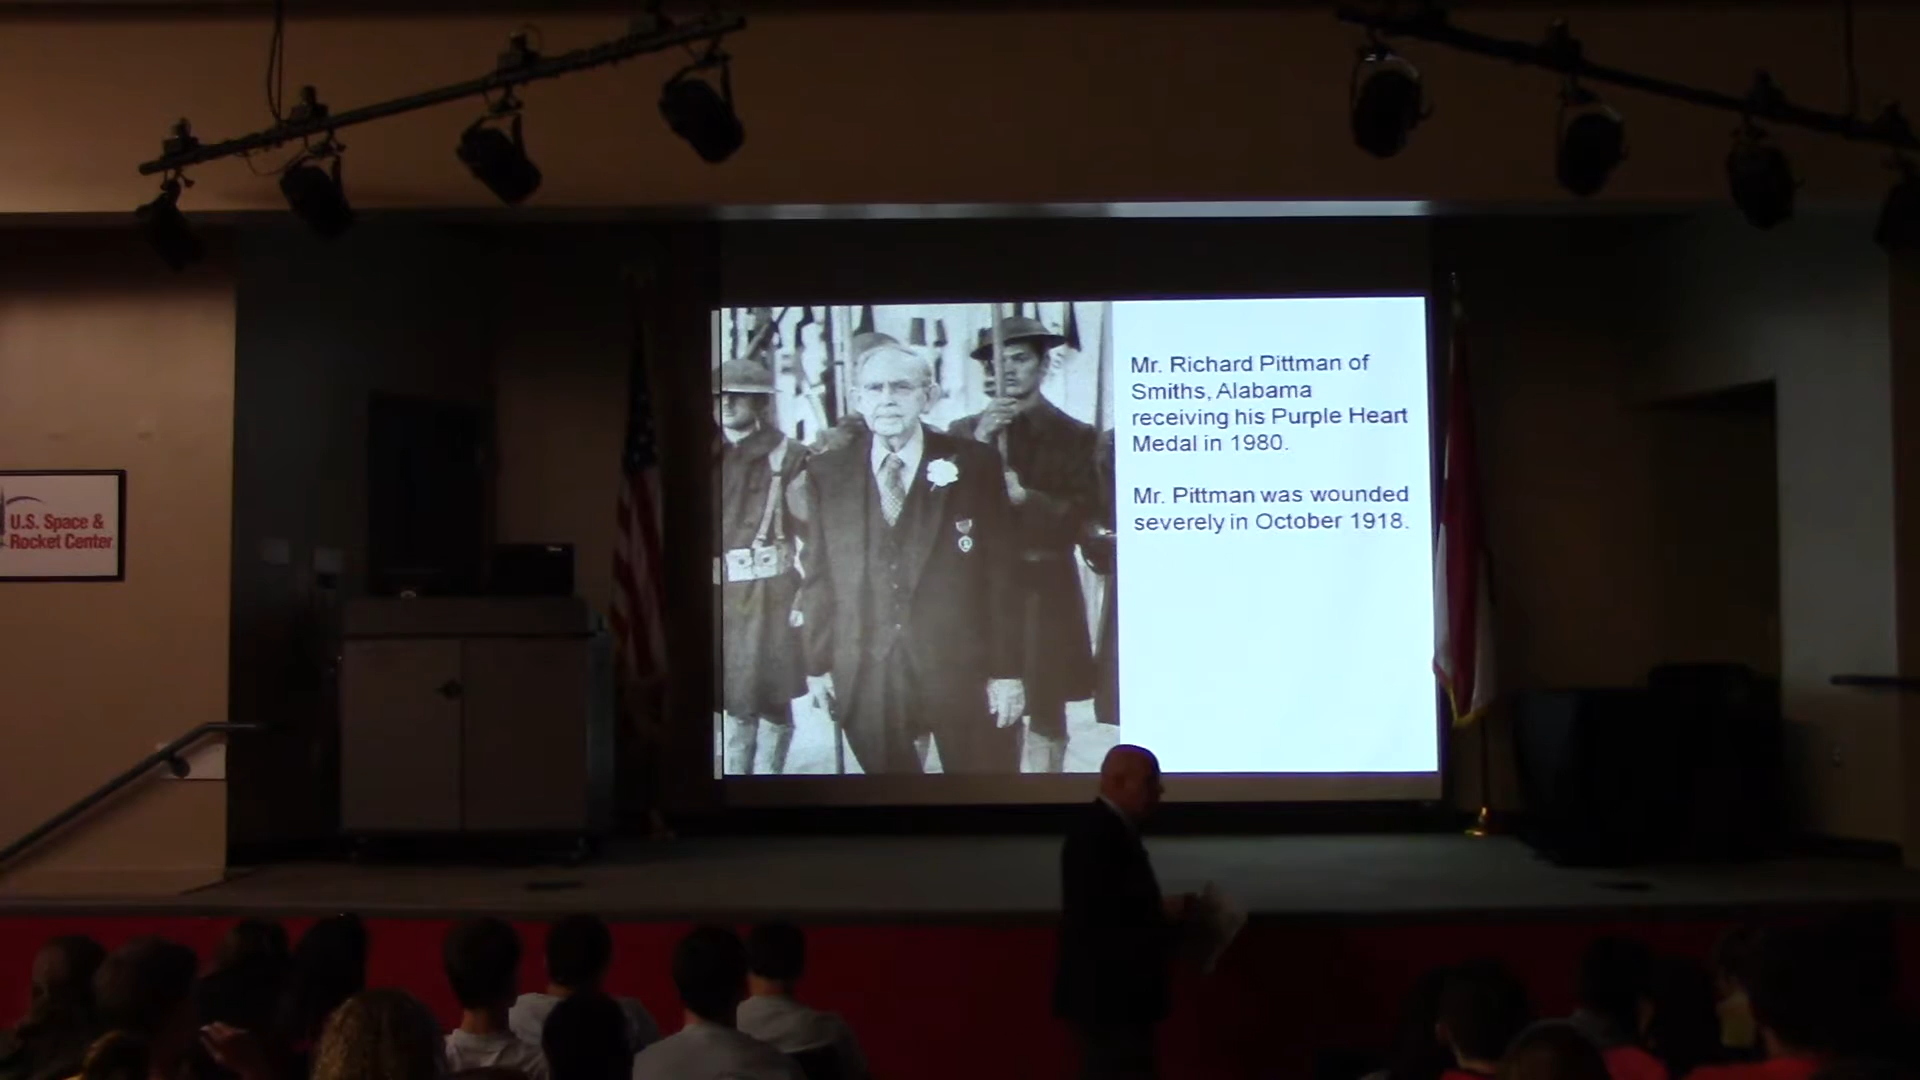 Mr. Richard Pittman of
Smiths, Alabama
receiving his Purple Heart
Medal in 1980.
Mr. Pittman was wounded
severely in October 1918.
U.S. Space &
Rocket Center